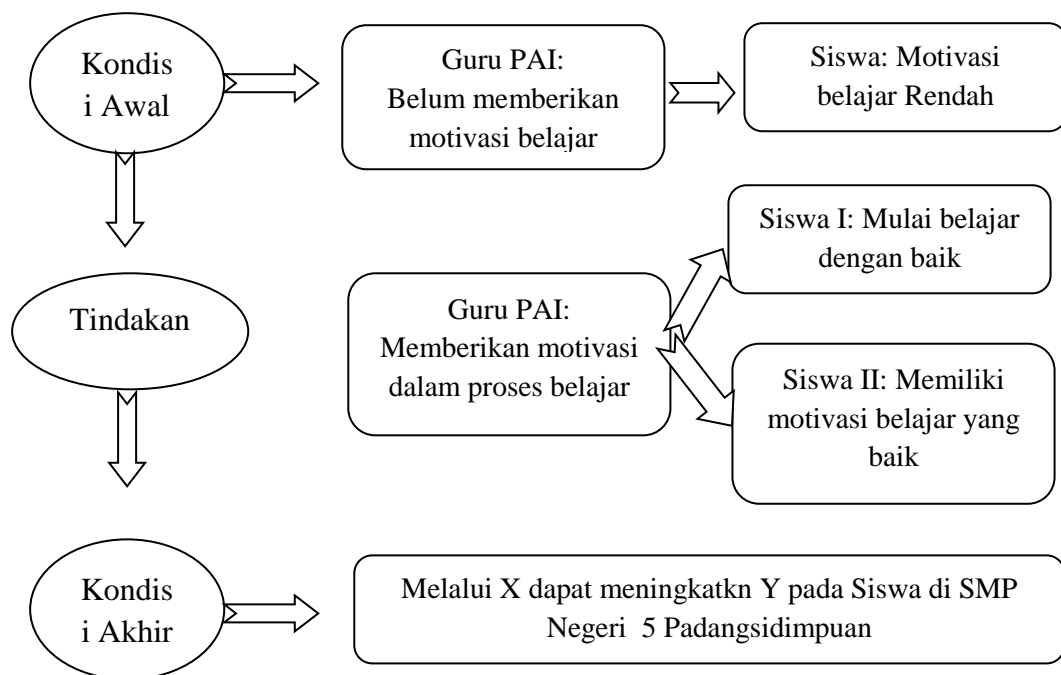 Kondis
i Awal
Guru PAI:
Belum memberikan
motivasi belajar
Siswa: Motivasi
belajar Rendah
Tindakan
Guru PAI:
Memberikan motivasi
dalam proses belajar
Siswa I: Mulai belajar
dengan baik
Siswa II: Memiliki
motivasi belajar yang
baik
Kondis
i Akhir
Melalui X dapat meningkatkn Y pada Siswa di SMP
Negeri 5 Padangsidimpuan